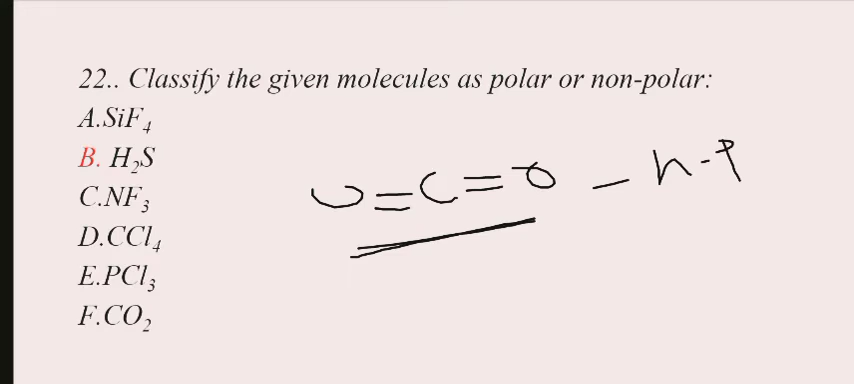 22.. Classify the given molecules as polar or non-polar:
A.SiF₄
B. H₂S
C.NF₃
O=C=O – n-p
D.CCl₄
E.PCl₃
F.CO₂